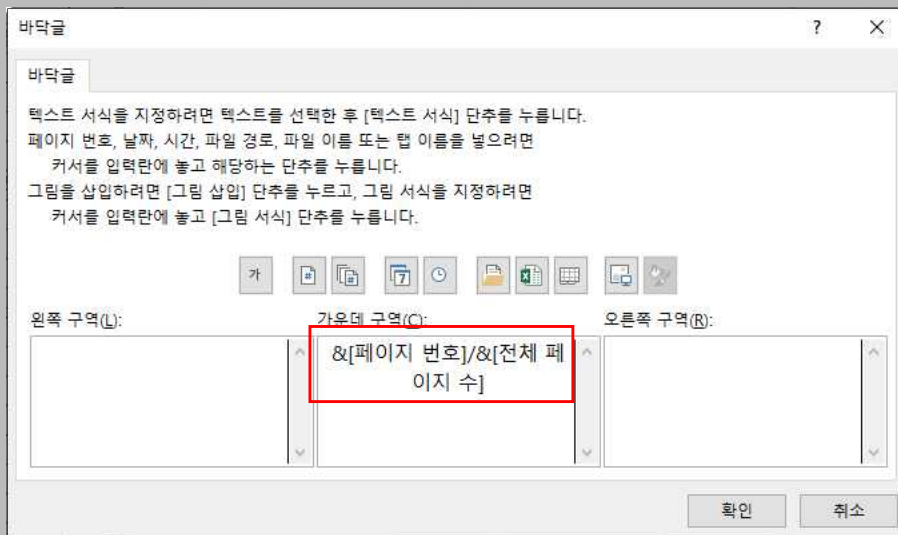 바닥글
?
바닥글
텍스트 서식을 지정하려면 텍스트를 선택한 후 [텍스트 서식] 단추를 누릅니다.
페이지 번호, 날짜, 시간, 파일 경로, 파일 이름 또는 탭 이름을 넣으려면
커서를 입력란에 놓고 해당하는 단추를 누릅니다.
그림을 삽입하려면 [그림 삽입] 단추를 누르고, 그림 서식을 지정하려면
커서를 입력란에 놓고 [그림 서식] 단추를 누릅니다.
가 # # 7
왼쪽 구역(L): 가운데 구역(C): 오른쪽 구역(R):
&[페이지 번호]/&[전체 페
이지 수]
확인 취소